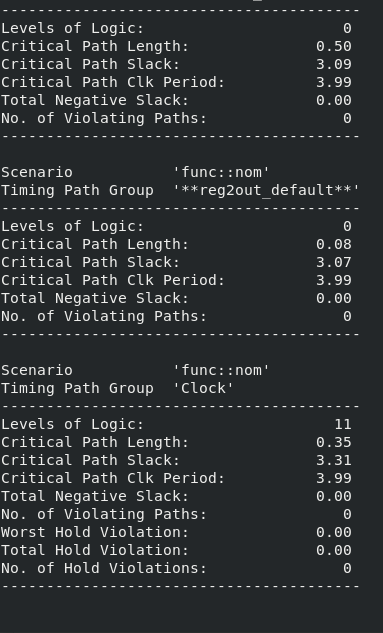 -----------------------------------------
Levels of Logic:                       0
Critical Path Length:               0.50
Critical Path Slack:                3.09
Critical Path Clk Period:           3.99
Total Negative Slack:               0.00
No. of Violating Paths:                0
-----------------------------------------
Scenario           'func::nom'
Timing Path Group  '**reg2out_default**'
-----------------------------------------
Levels of Logic:                       0
Critical Path Length:               0.08
Critical Path Slack:                3.07
Critical Path Clk Period:           3.99
Total Negative Slack:               0.00
No. of Violating Paths:                0
-----------------------------------------
Scenario           'func::nom'
Timing Path Group  'Clock'
-----------------------------------------
Levels of Logic:                      11
Critical Path Length:               0.35
Critical Path Slack:                3.31
Critical Path Clk Period:           3.99
Total Negative Slack:               0.00
No. of Violating Paths:                0
Worst Hold Violation:               0.00
Total Hold Violation:               0.00
No. of Hold Violations:                0
-----------------------------------------